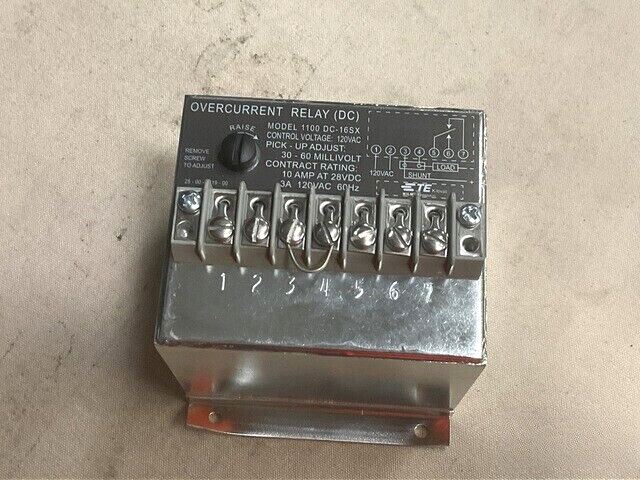 OVERCURRENT RELAY (DC)
MODEL 1100 DC-16SX
CONTROL VOLTAGE: 120VAC
PICK - UP ADJUST:
30 - 60 MILLIVOLT
CONTRACT RATING:
10 AMP AT 28VDC
3A 120VAC 60Hz
RAISE
REMOVE
SCREW
TO ADJUST
1 2 3 4 5 6 7
120VAC
LOAD
SHUNT
ETE
1 2 3 4 5 6 7